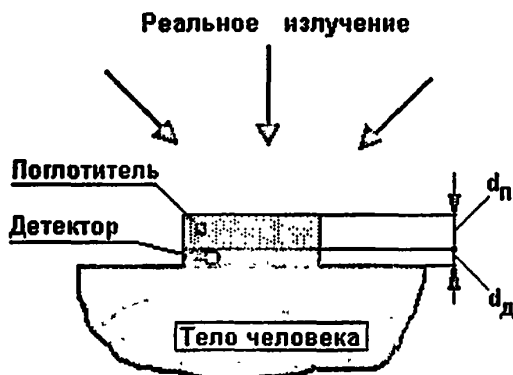 Реальное излучение
Поглотитель
dП
Детектор
dД
Тело человека